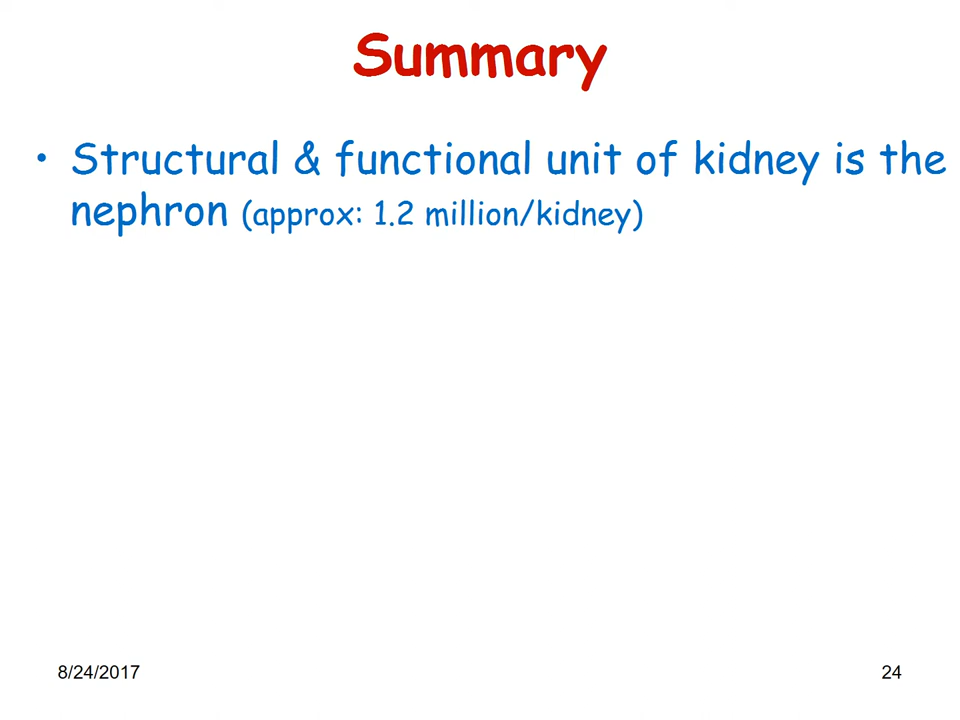 Summary
• Structural & functional unit of kidney is the
nephron (approx: 1.2 million/kidney)
8/24/2017
24